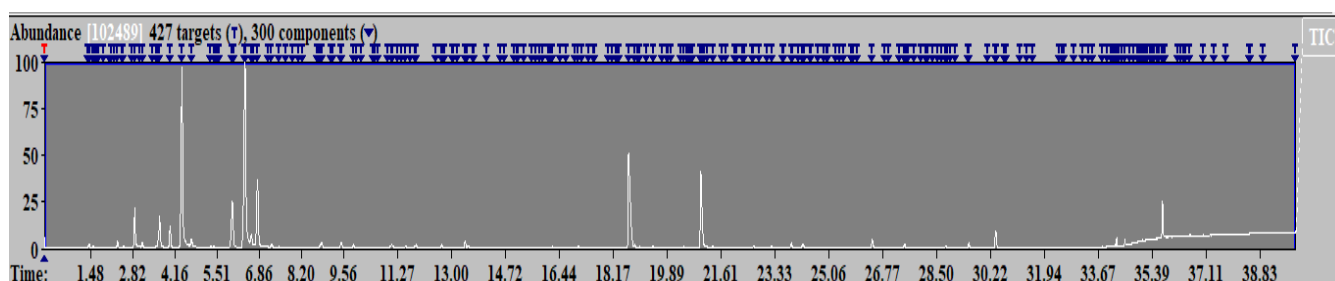 Abundance [102489] 427 targets (T), 300 components (▼)
TIC
100
75
50
25
0
Time: 1.48 2.82 4.16 5.51 6.86 8.20 9.56 11.27 13.00 14.72 16.44 18.17 19.89 21.61 23.33 25.06 26.77 28.50 30.22 31.94 33.67 35.39 37.11 38.83